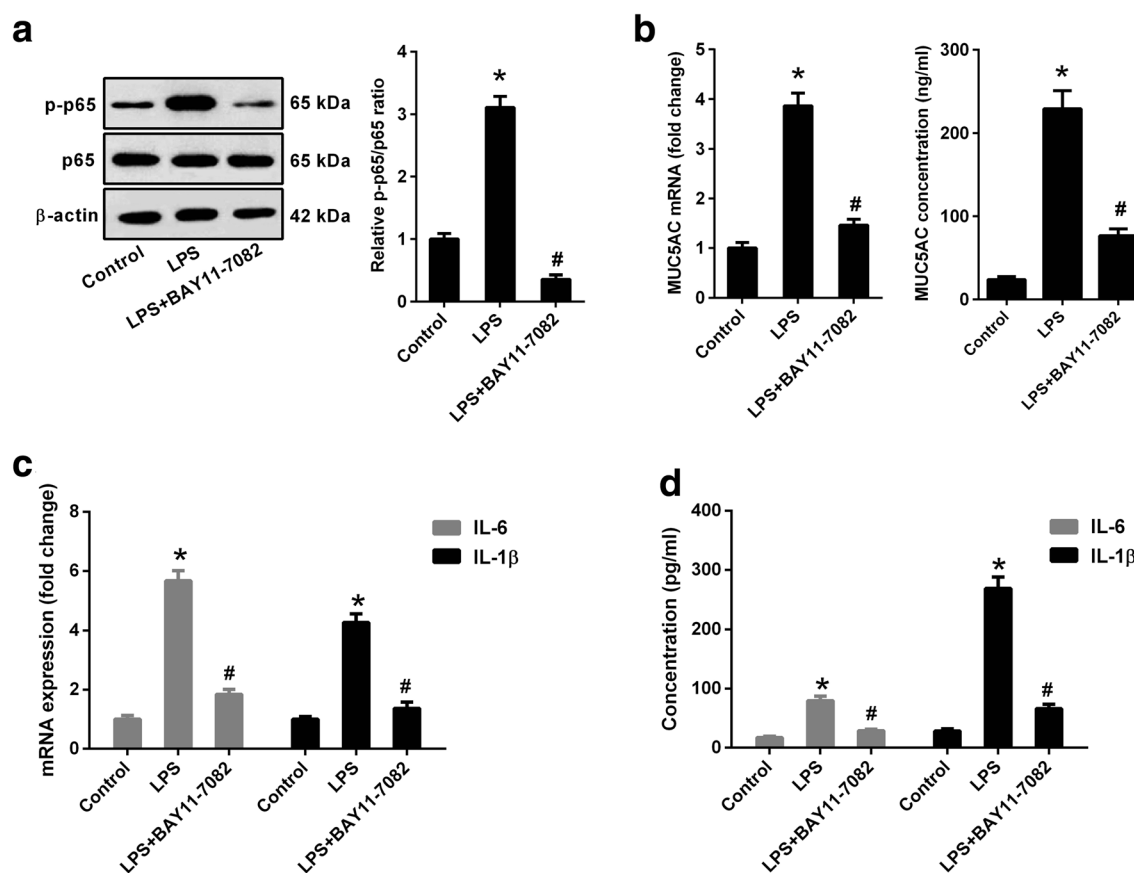 a
p-p65
65 kDa
p65
65 kDa
β-actin
42 kDa
Control
LPS
LPS+BAY11-7082
Relative p-p65/p65 ratio
4
3
2
1
0
*
#
Control
LPS
LPS+BAY11-7082
b
MUC5AC mRNA (fold change)
5
4
3
2
1
0
*
#
Control
LPS
LPS+BAY11-7082
MUC5AC concentration (ng/ml)
300
200
100
0
*
#
Control
LPS
LPS+BAY11-7082
c
mRNA expression (fold change)
8
6
4
2
0
IL-6
IL-1β
*
#
*
#
Control
LPS
LPS+BAY11-7082
Control
LPS
LPS+BAY11-7082
d
Concentration (pg/ml)
400
300
200
100
0
IL-6
IL-1β
*
#
*
#
Control
LPS
LPS+BAY11-7082
Control
LPS
LPS+BAY11-7082